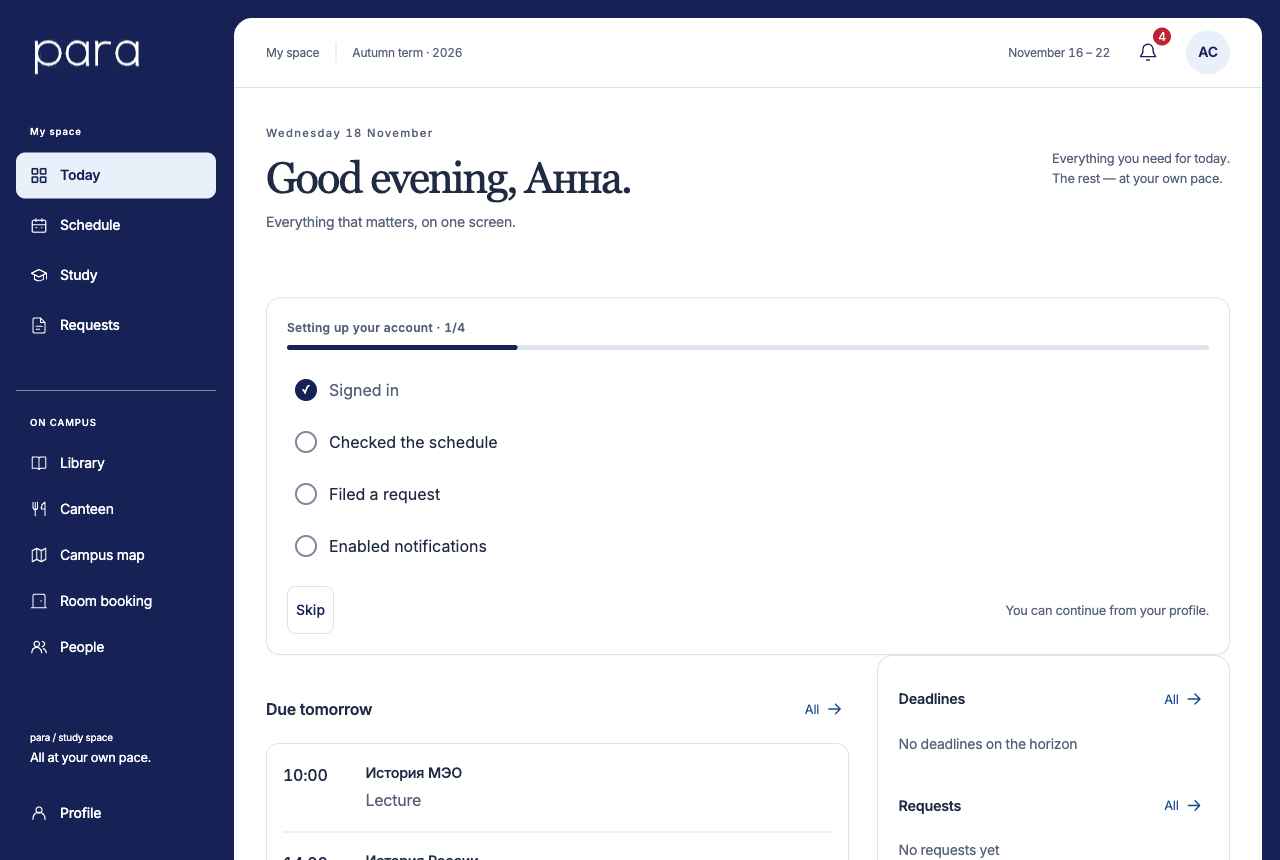 para
My space
Today
Schedule
Study
Requests
ON CAMPUS
Library
Canteen
Campus map
Room booking
People
para / study space
All at your own pace.
Profile
My space
Autumn term · 2026
November 16 – 22
4
AC
Wednesday 18 November
Good evening, Анна.
Everything that matters, on one screen.
Everything you need for today.
The rest — at your own pace.
Setting up your account · 1/4
Signed in
Checked the schedule
Filed a request
Enabled notifications
Skip
You can continue from your profile.
Due tomorrow
All
10:00
История МЭО
Lecture
14:00
История России
Deadlines
All
No deadlines on the horizon
Requests
All
No requests yet